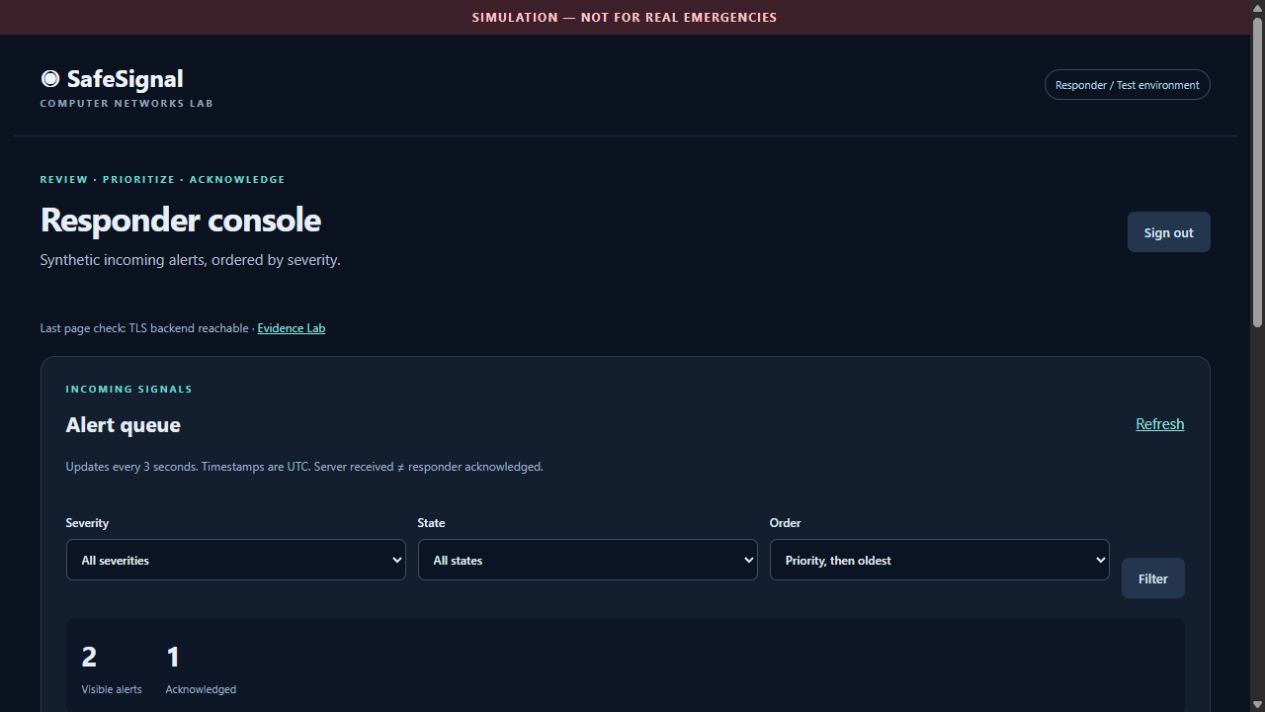 SIMULATION — NOT FOR REAL EMERGENCIES
◉ SafeSignal
COMPUTER NETWORKS LAB
Responder / Test environment
REVIEW · PRIORITIZE · ACKNOWLEDGE
Responder console
Sign out
Synthetic incoming alerts, ordered by severity.
Last page check: TLS backend reachable · Evidence Lab
INCOMING SIGNALS
Alert queue
Refresh
Updates every 3 seconds. Timestamps are UTC. Server received ≠ responder acknowledged.
Severity State Order
All severities All states Priority, then oldest
Filter
2 1
Visible alerts Acknowledged